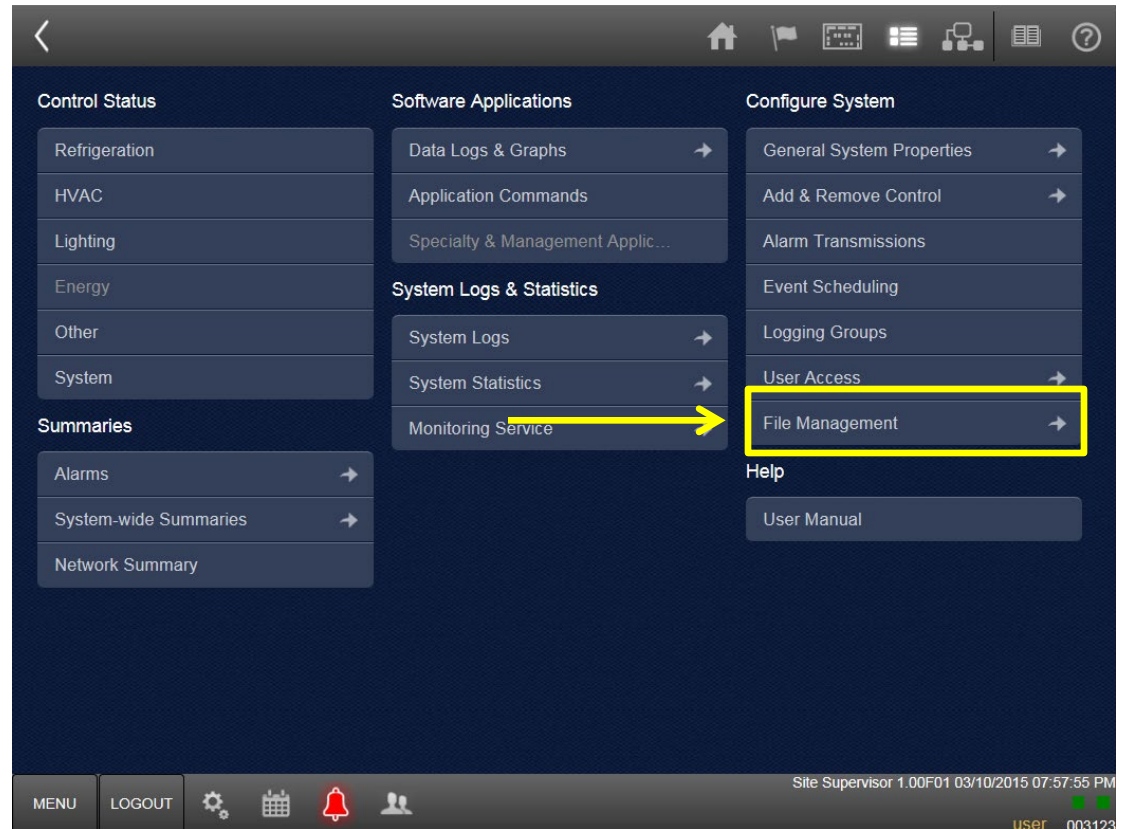 Control Status
Refrigeration
HVAC
Lighting
Energy
Other
System
Summaries
Alarms
System-wide Summaries
Network Summary
Software Applications
Data Logs & Graphs
Application Commands
Specialty & Management Applic...
System Logs & Statistics
System Logs
System Statistics
Monitoring Service
Configure System
General System Properties
Add & Remove Control
Alarm Transmissions
Event Scheduling
Logging Groups
User Access
File Management
Help
User Manual
MENU
LOGOUT
Site Supervisor 1.00F01 03/10/2015 07:57:55 PM
user 003123